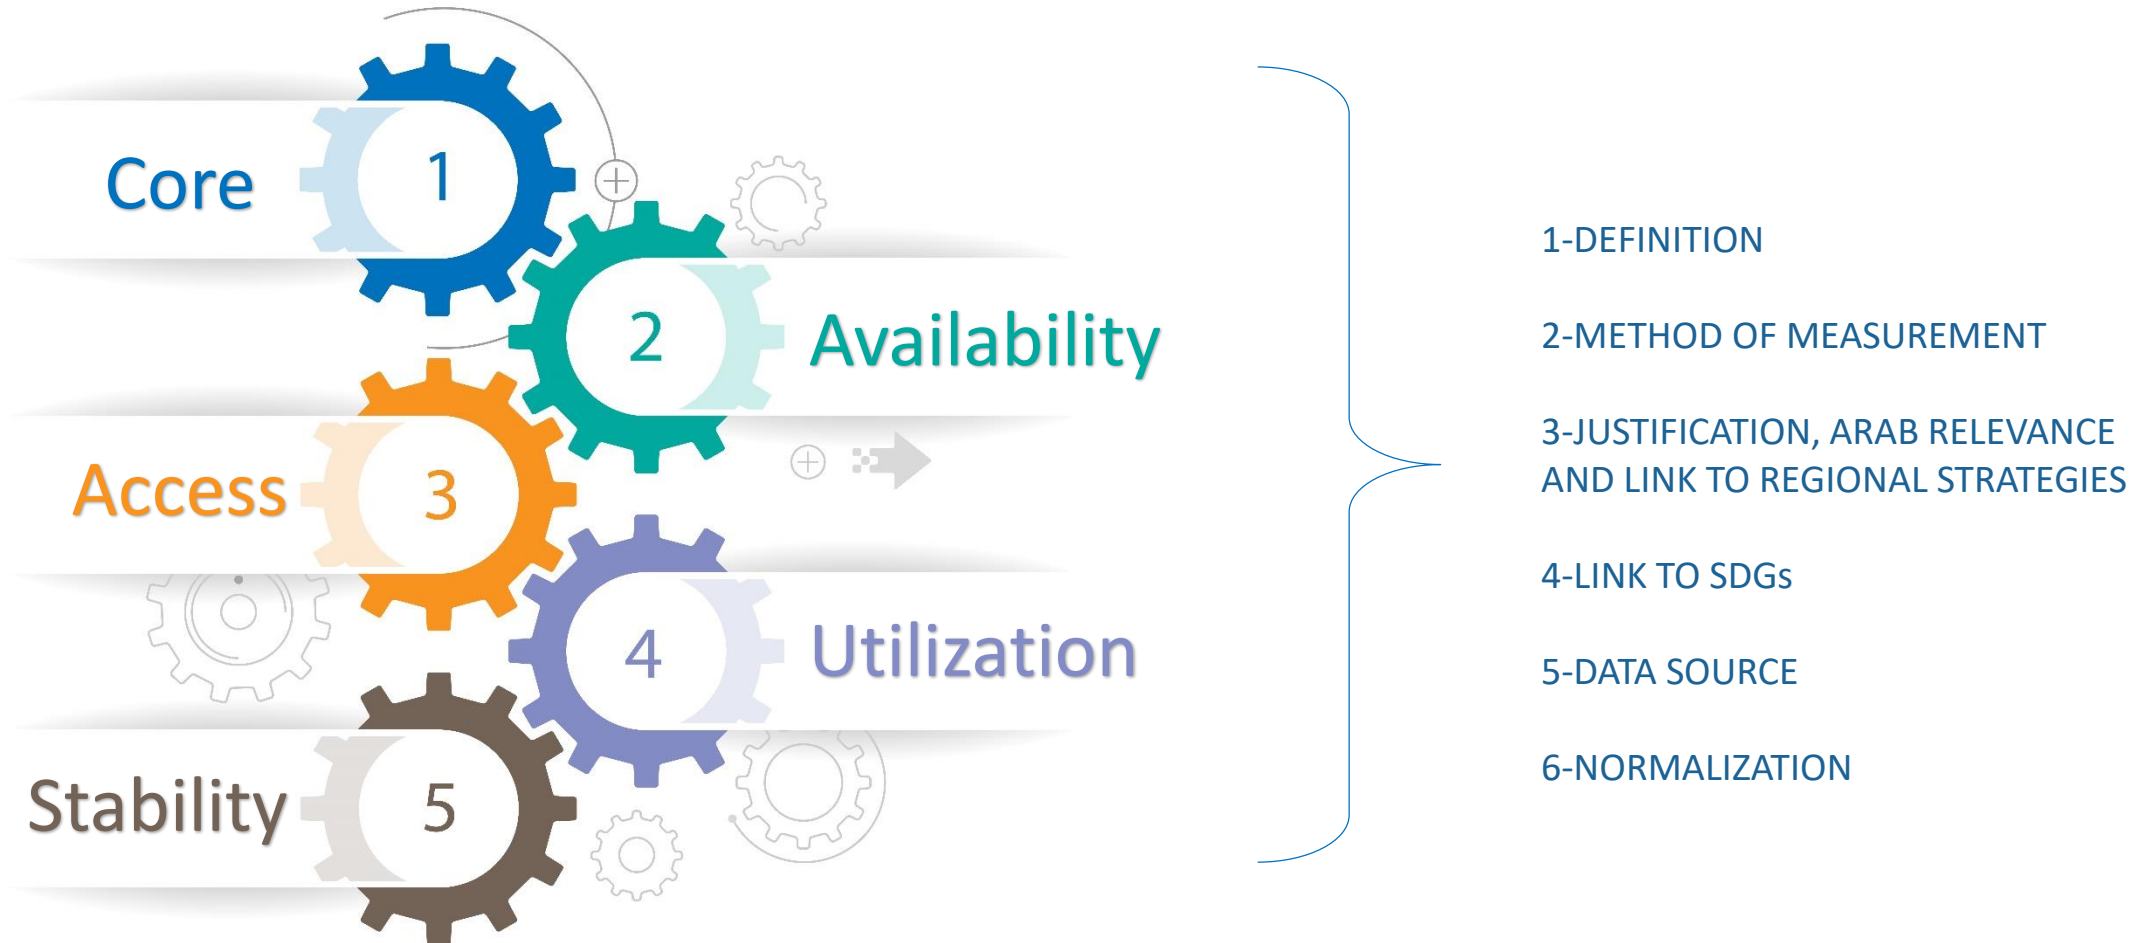 Core
1
2
Availability
Access
3
4
Utilization
Stability
5
1-DEFINITION
2-METHOD OF MEASUREMENT
3-JUSTIFICATION, ARAB RELEVANCE
AND LINK TO REGIONAL STRATEGIES
4-LINK TO SDGs
5-DATA SOURCE
6-NORMALIZATION